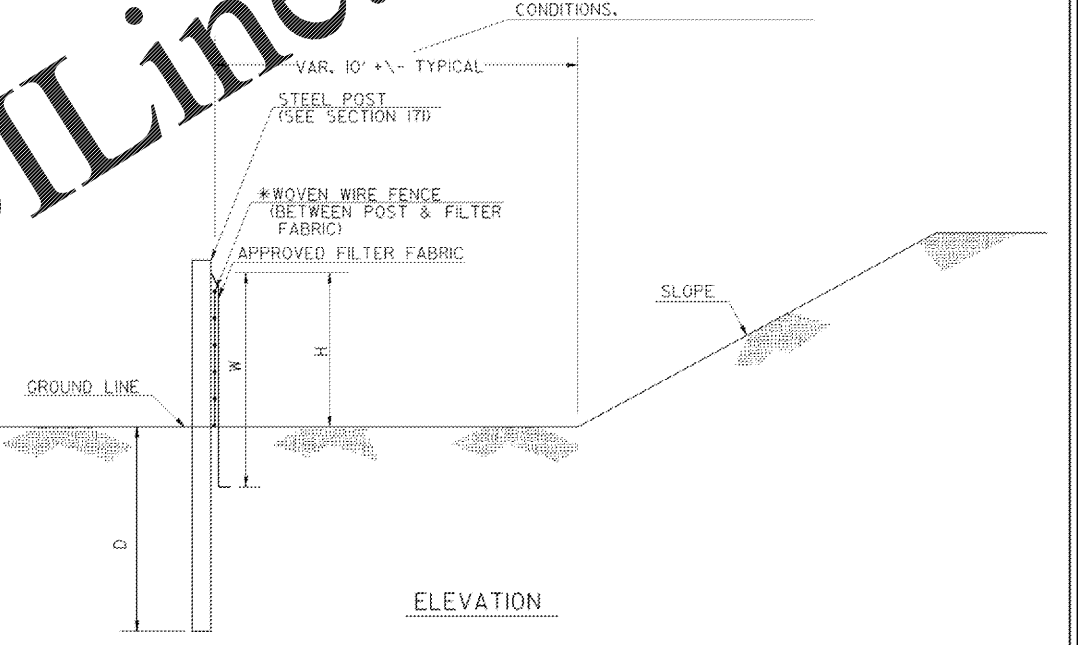 CONDITIONS.
VAR. 10' +\- TYPICAL
STEEL POST
(SEE SECTION 171)
*WOVEN WIRE FENCE
(BETWEEN POST & FILTER
FABRIC)
APPROVED FILTER FABRIC
SLOPE
H
W
GROUND LINE
D
ELEVATION